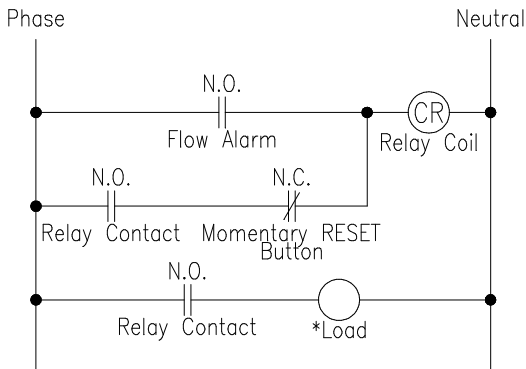 Phase Neutral
N.O.
CR
Flow Alarm Relay Coil
N.O. N.C.
Relay Contact Momentary RESET
Button
N.O.
Relay Contact *Load